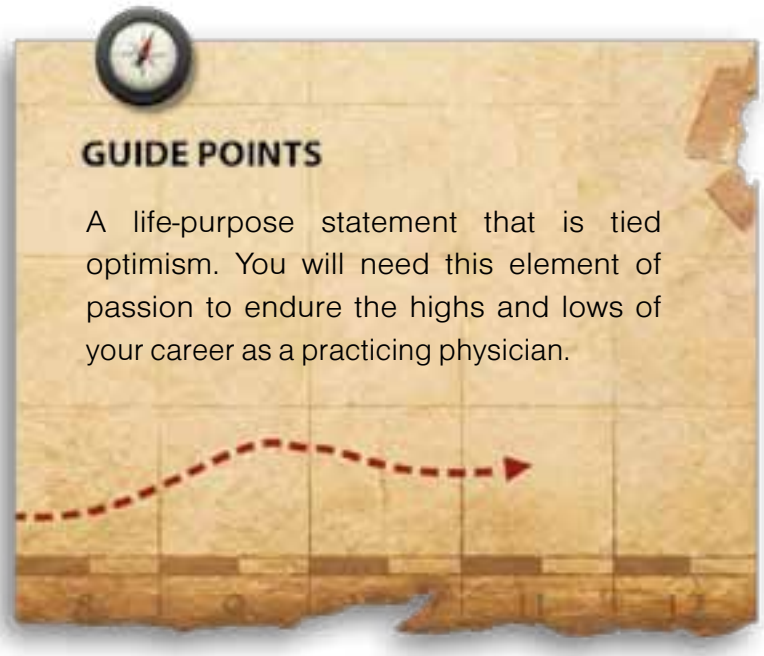 GUIDE POINTS
A life-purpose statement that is tied
optimism. You will need this element of
passion to endure the highs and lows of
your career as a practicing physician.